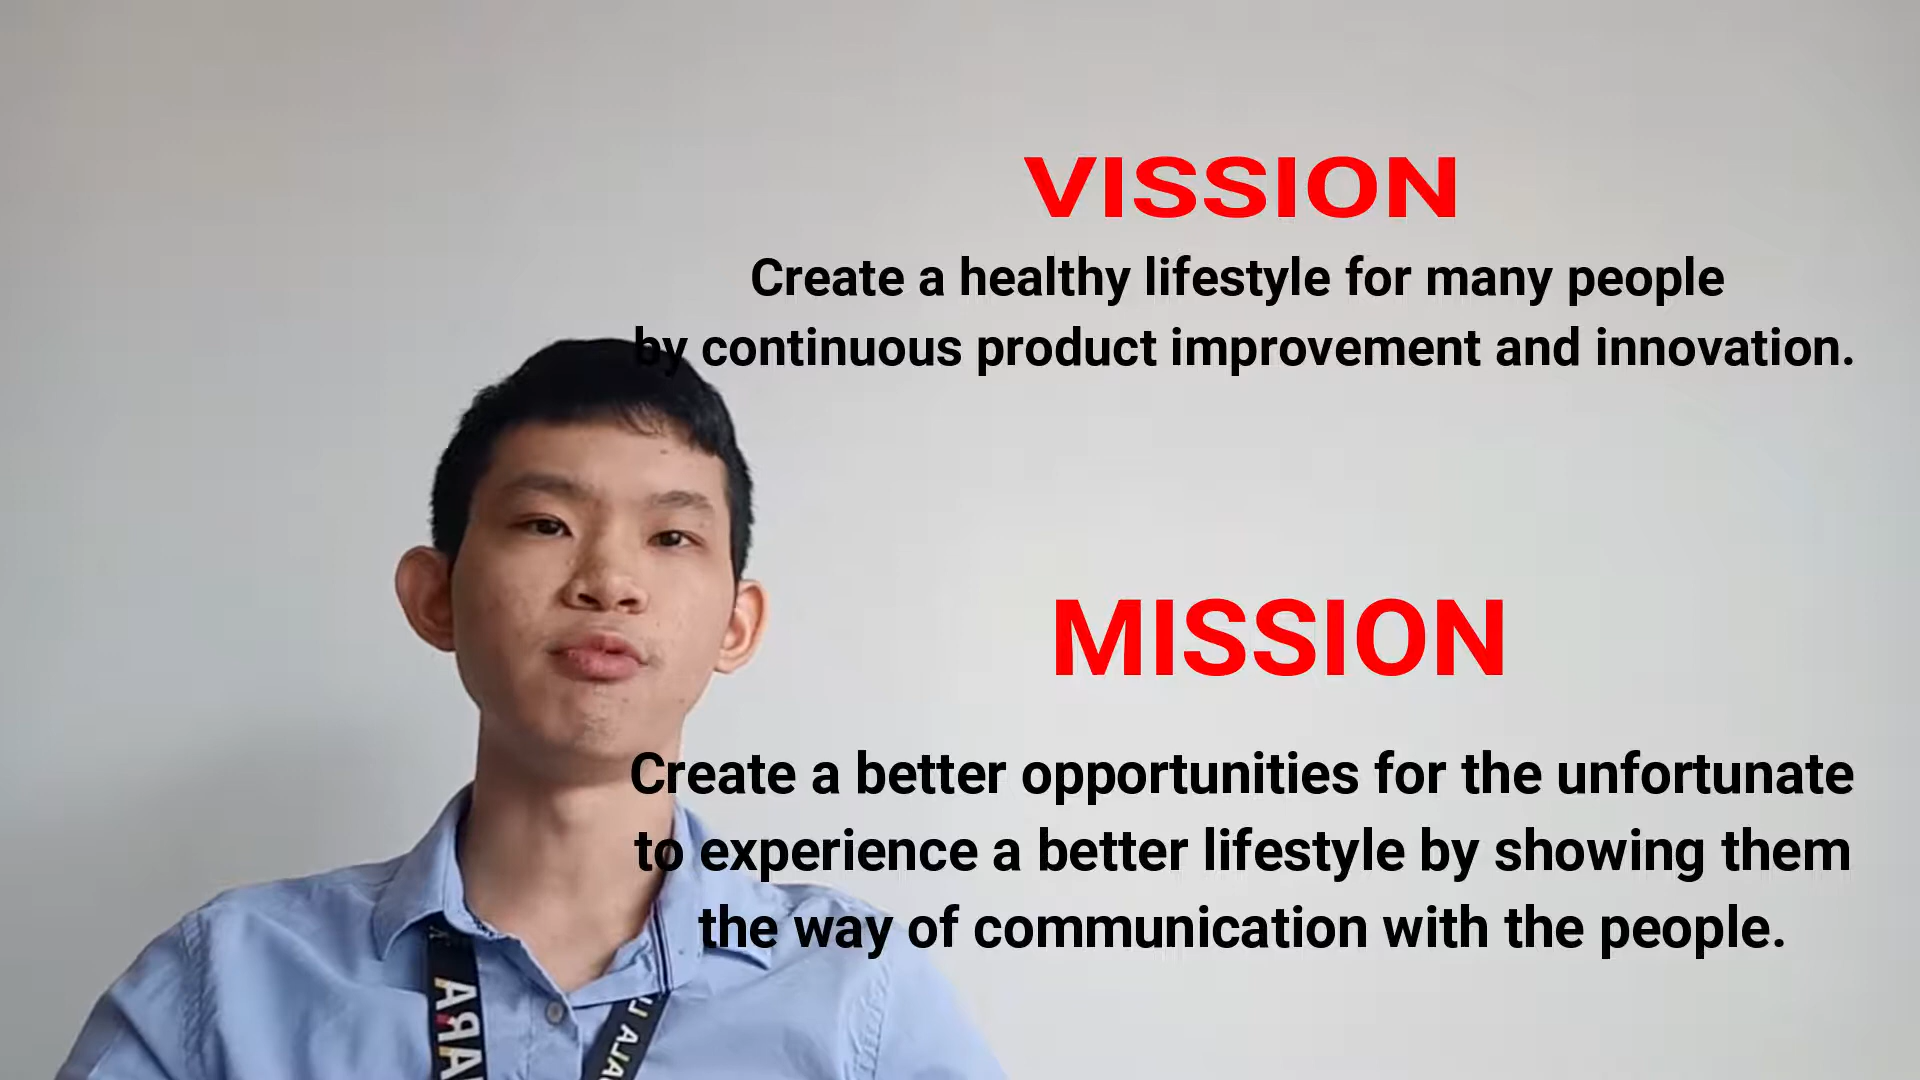 VISSION
Create a healthy lifestyle for many people
by continuous product improvement and innovation.
MISSION
Create a better opportunities for the unfortunate
to experience a better lifestyle by showing them
the way of communication with the people.